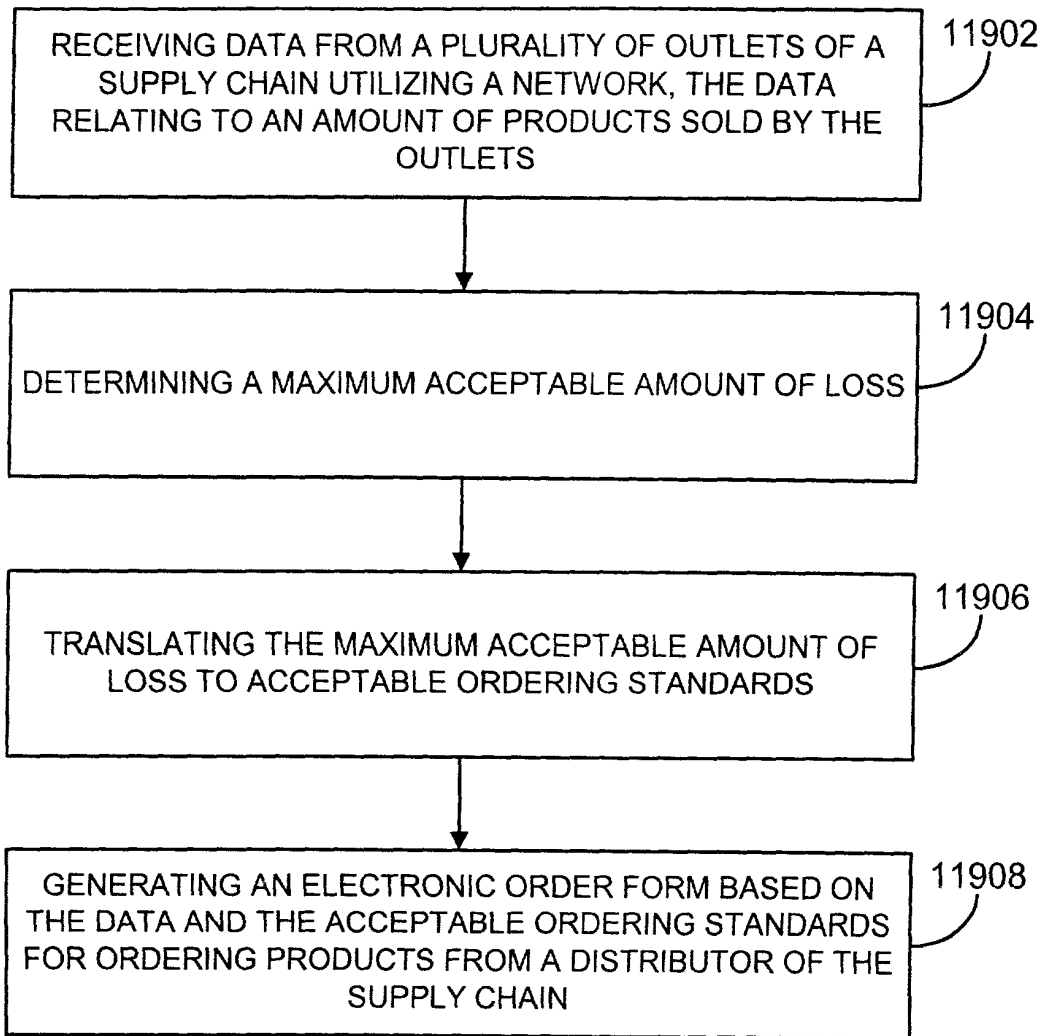 RECEIVING DATA FROM A PLURALITY OF OUTLETS OF A
SUPPLY CHAIN UTILIZING A NETWORK, THE DATA
RELATING TO AN AMOUNT OF PRODUCTS SOLD BY THE
OUTLETS
11902
DETERMINING A MAXIMUM ACCEPTABLE AMOUNT OF LOSS
11904
TRANSLATING THE MAXIMUM ACCEPTABLE AMOUNT OF
LOSS TO ACCEPTABLE ORDERING STANDARDS
11906
GENERATING AN ELECTRONIC ORDER FORM BASED ON
THE DATA AND THE ACCEPTABLE ORDERING STANDARDS
FOR ORDERING PRODUCTS FROM A DISTRIBUTOR OF THE
SUPPLY CHAIN
11908